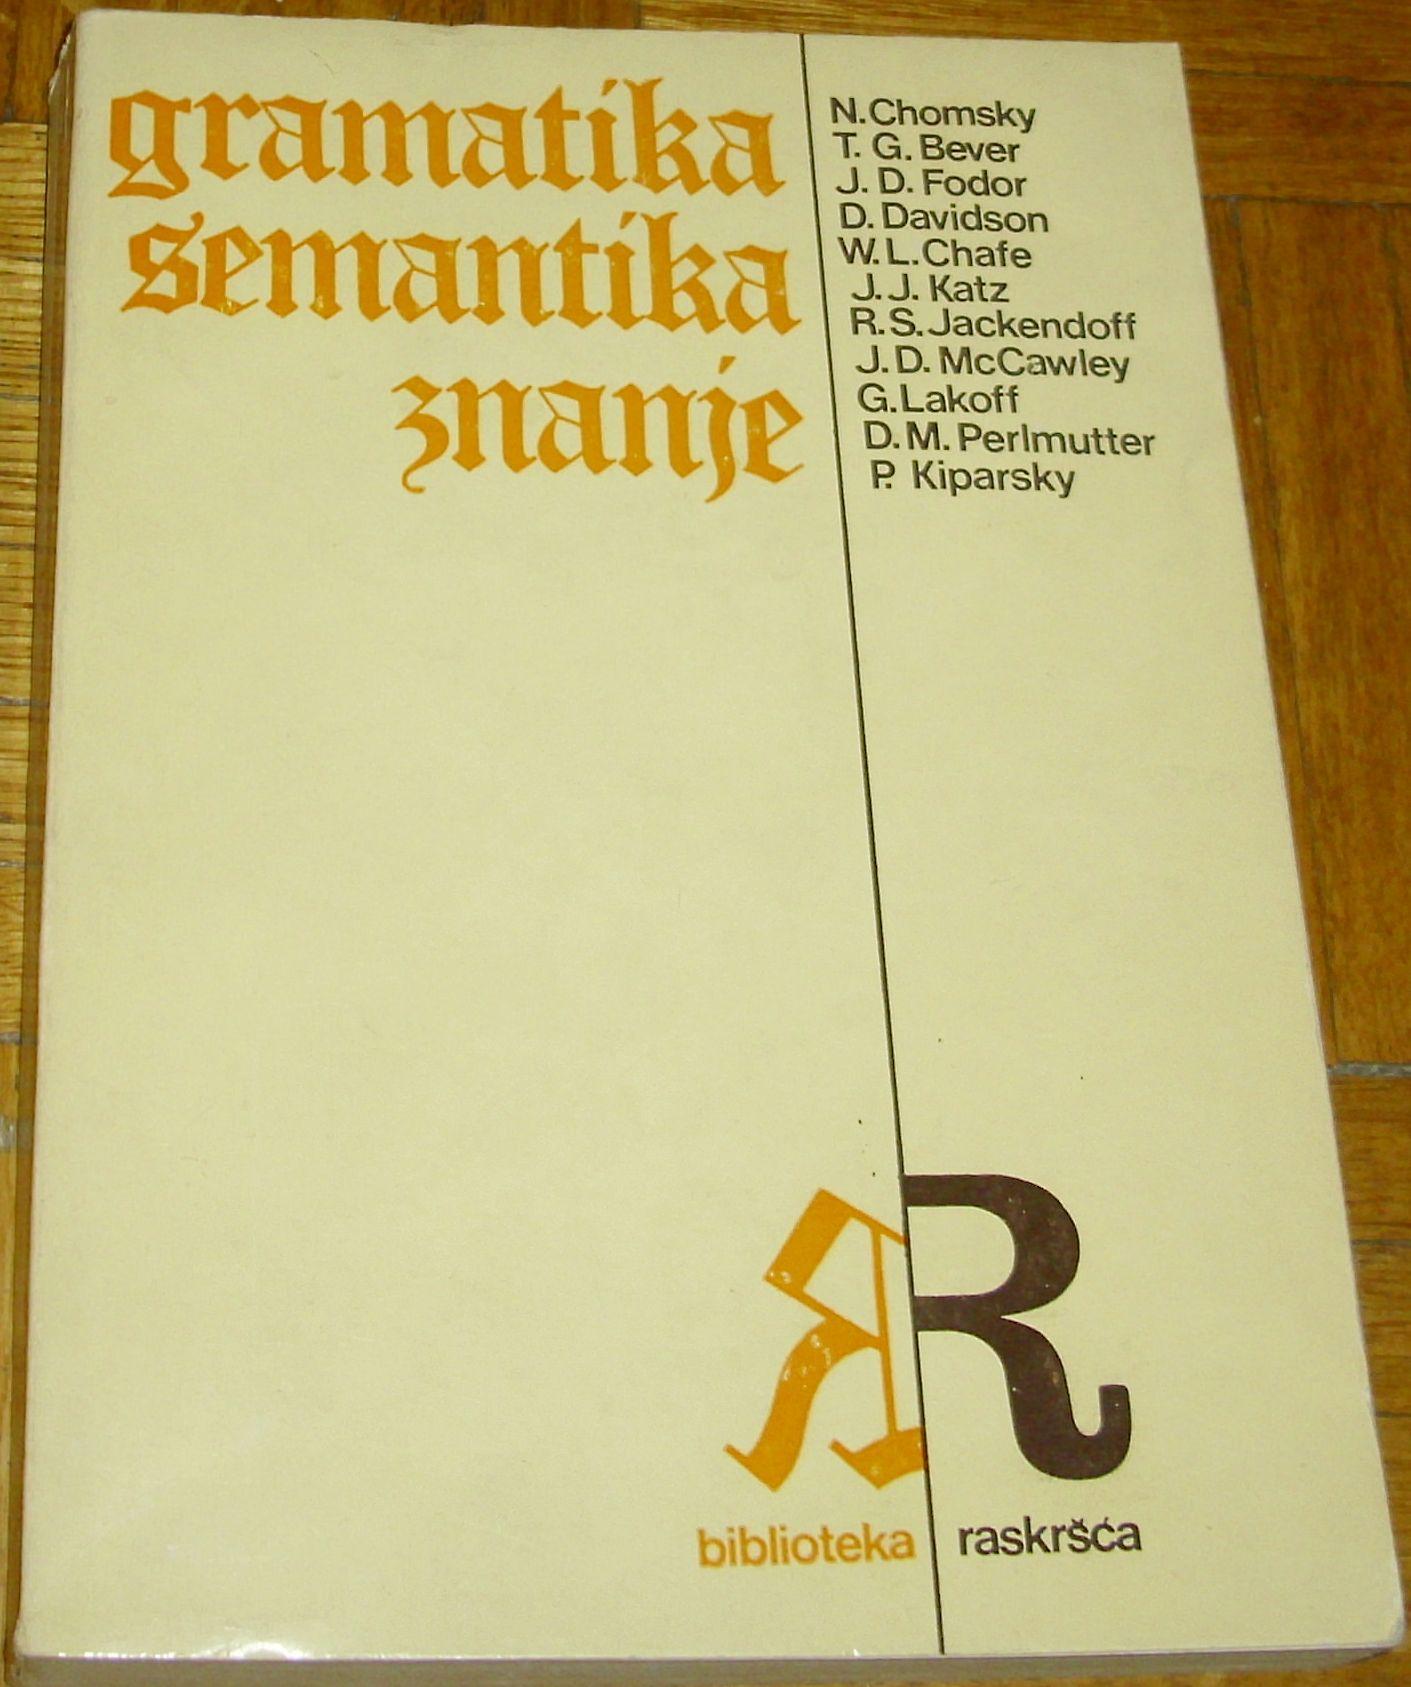 gramatika
semantika
znanje
N. Chomsky
T. G. Bever
J. D. Fodor
D. Davidson
W. L. Chafe
J. J. Katz
R. S. Jackendoff
J. D. McCawley
G. Lakoff
D. M. Perlmutter
P. Kiparsky
R
biblioteka raskršća